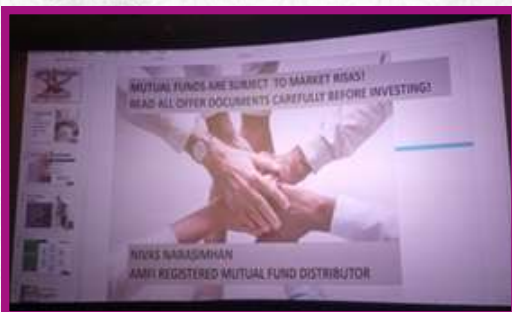 MUTUAL FUNDS ARE SUBJECT TO MARKET RISKS!
READ ALL OFFER DOCUMENTS CAREFULLY BEFORE INVESTING!
NIVAS NARASIMHAN
AMFI REGISTERED MUTUAL FUND DISTRIBUTOR